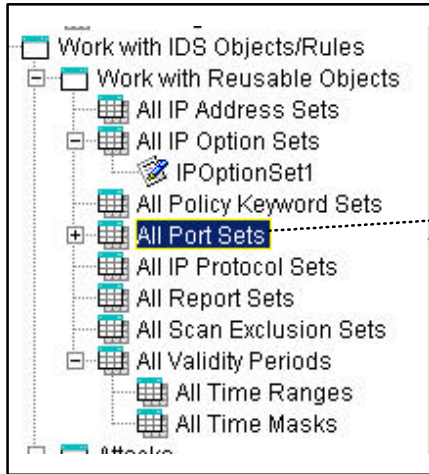 Work with IDS Objects/Rules
Work with Reusable Objects
All IP Address Sets
All IP Option Sets
IPOptionSet1
All Policy Keyword Sets
All Port Sets
All IP Protocol Sets
All Report Sets
All Scan Exclusion Sets
All Validity Periods
All Time Ranges
All Time Masks
Attacks